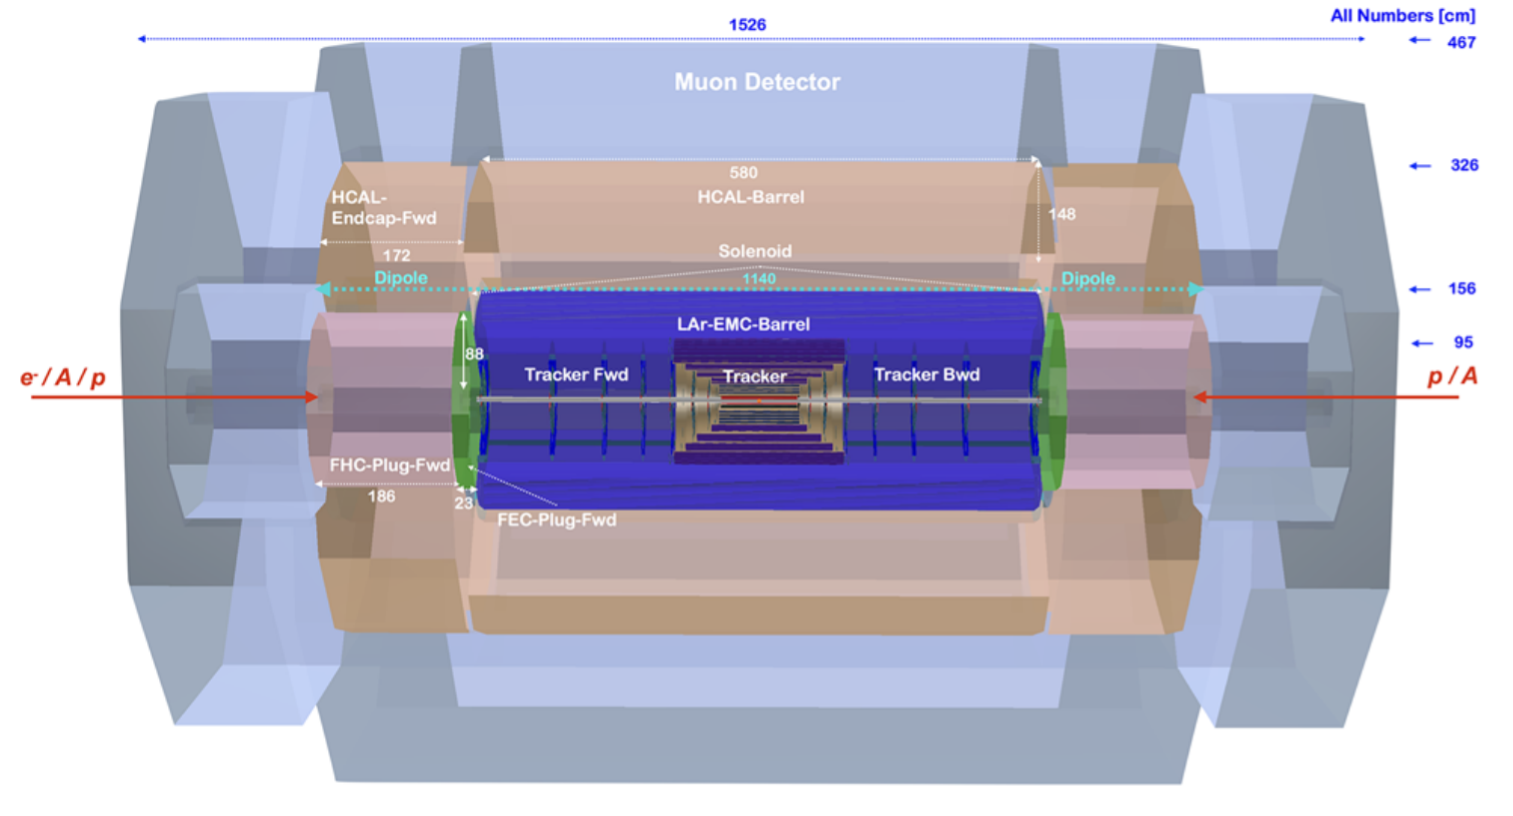 All Numbers [cm]
1526
467
Muon Detector
326
580
HCAL-
Endcap-Fwd
HCAL-Barrel
148
172
Solenoid
Dipole
1140
Dipole
156
LAr-EMC-Barrel
95
88
e-/ A / p
Tracker Fwd
Tracker
Tracker Bwd
p / A
FHC-Plug-Fwd
186
23
FEC-Plug-Fwd